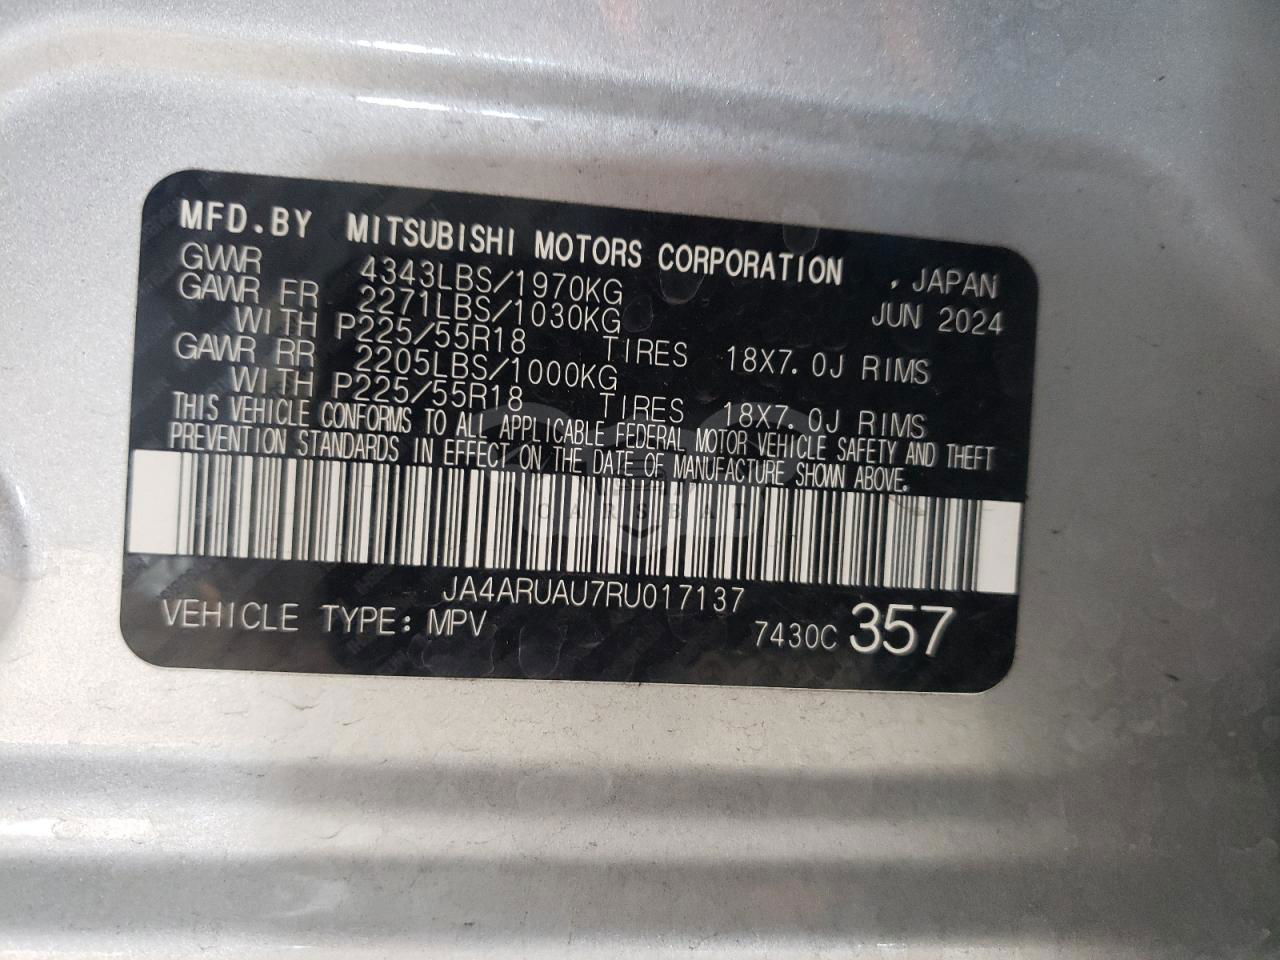 MFD.BY MITSUBISHI MOTORS CORPORATION , JAPAN
GVWR 4343LBS/1970KG JUN 2024
GAWR FR 2271LBS/1030KG
WITH P225/55R18 TIRES 18X7.0J RIMS
GAWR RR 2205LBS/1000KG
WITH P225/55R18 TIRES 18X7.0J RIMS
THIS VEHICLE CONFORMS TO ALL APPLICABLE FEDERAL MOTOR VEHICLE SAFETY AND THEFT
PREVENTION STANDARDS IN EFFECT ON THE DATE OF MANUFACTURE SHOWN ABOVE.
CARSBAT
JA4ARUAU7RU017137
VEHICLE TYPE: MPV 7430C 357